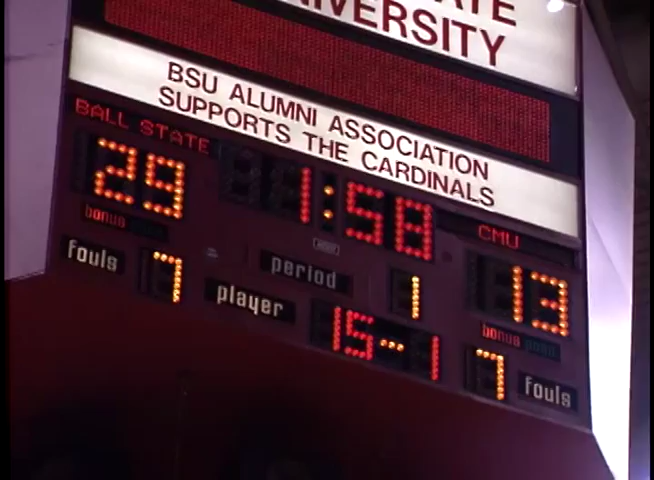 UNIVERSITY
BSU ALUMNI ASSOCIATION
SUPPORTS THE CARDINALS
BALL STATE
29
1:58
CMU
13
bonus
fouls 7
period 1
player 15-1
bonus
7 fouls